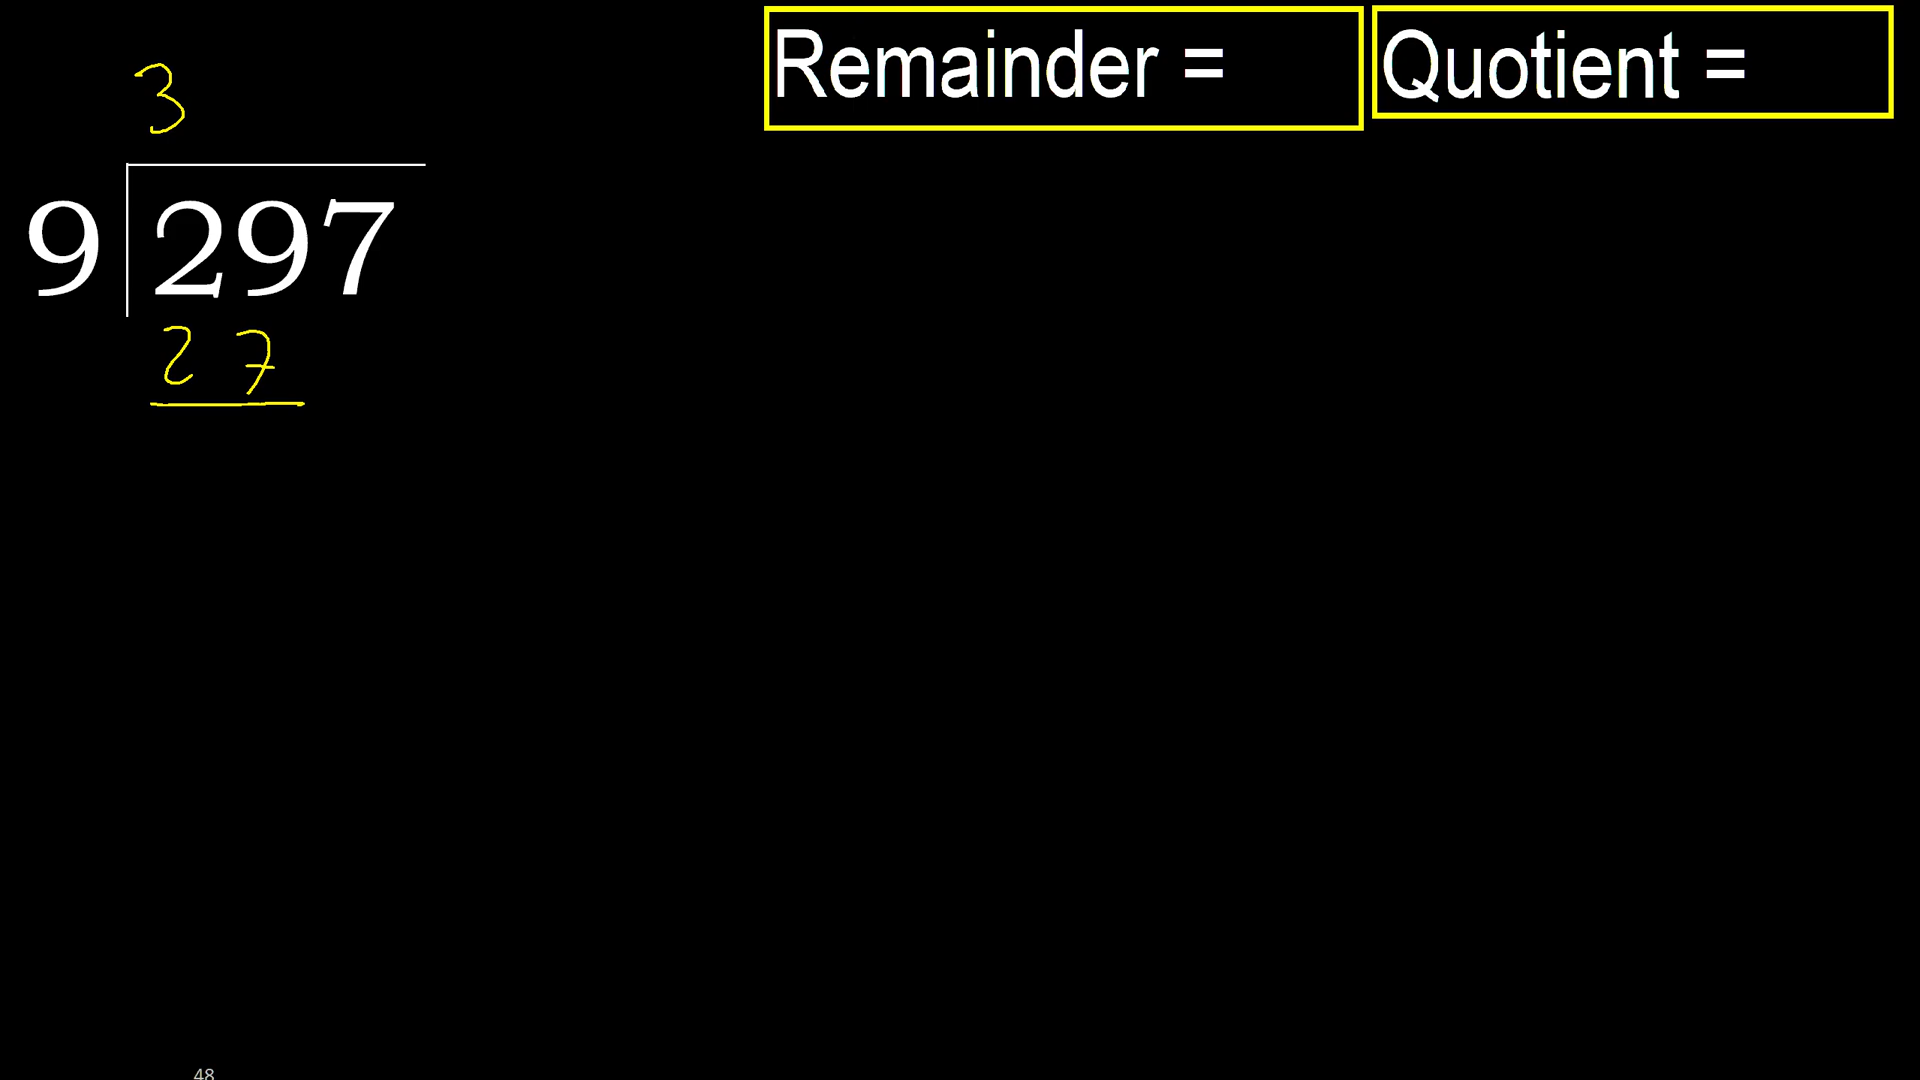 Remainder =
Quotient =
3
9 297
27
48